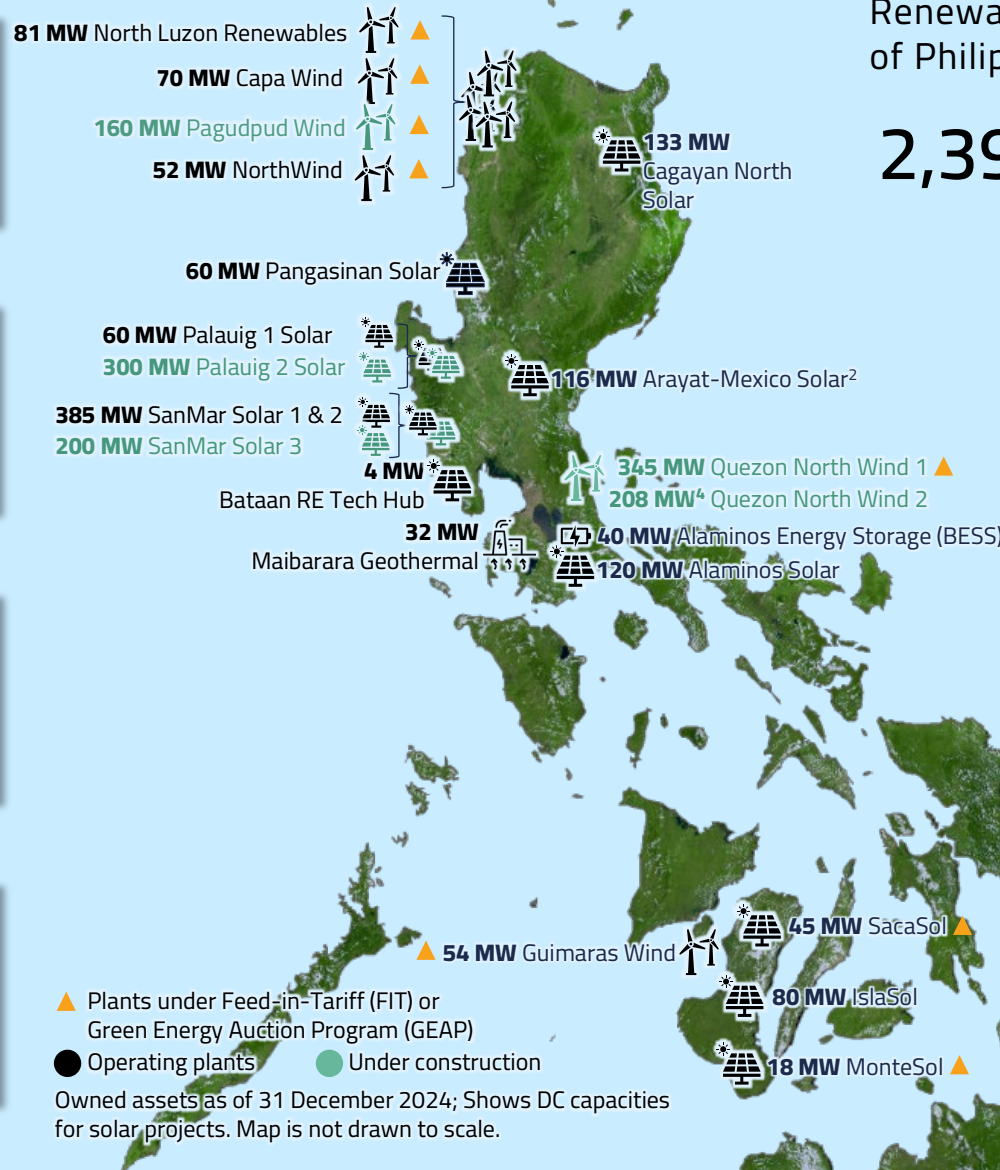 81 MW North Luzon Renewables
70 MW Capa Wind
160 MW Pagudpud Wind
52 MW NorthWind
of
2,39
133 MW
Cagayan North
Solar
60 MW Pangasinan Solar
60 MW Palauig 1 Solar
300 MW Palauig 2 Solar
116 MW Arayat-Mexico Solar²
385 MW SanMar Solar 1 & 2
200 MW SanMar Solar 3
4 MW
Bataan RE Tech Hub
345 MW Quezon North Wind 1
208 MW⁴ Quezon North Wind 2
32 MW
Maibarara Geothermal
40 MW Alaminos Energy Storage (BESS)
120 MW Alaminos Solar
45 MW SacaSol
54 MW Guimaras Wind
80 MW IslaSol
18 MW MonteSol
Plants under Feed-in-Tariff (FIT) or
Green Energy Auction Program (GEAP)
Operating plants
Under construction
Owned assets as of 31 December 2024; Shows DC capacities
for solar projects. Map is not drawn to scale.